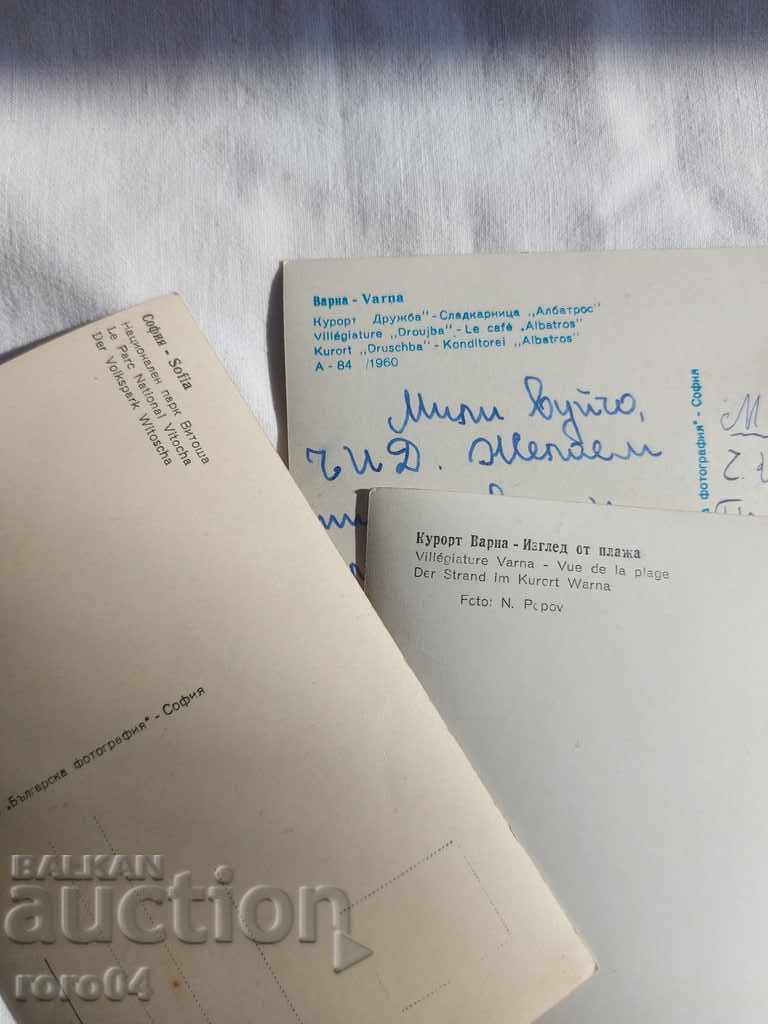 Варна - Varna
Курорт „Дружба" - Сладкарница „Албатрос"
Villégiature „Droujba" - Le café „Albatros"
Kurort „Druschba" - Konditorei „Albatros"
А - 84 /1960
Мили вуйчо,
ЧИД. Желаем
фотография" - София
М
Курорт Варна - Изглед от плажа
Villégiature Varna - Vue de la plage
Der Strand im Kurort Warna
Foto: N. Popov
София - Sofia
Национален парк Витоша
Le Parc National Vitocha
Der Volkspark Witoscha
„Българска фотография" - София
BALKAN
auction
roro04